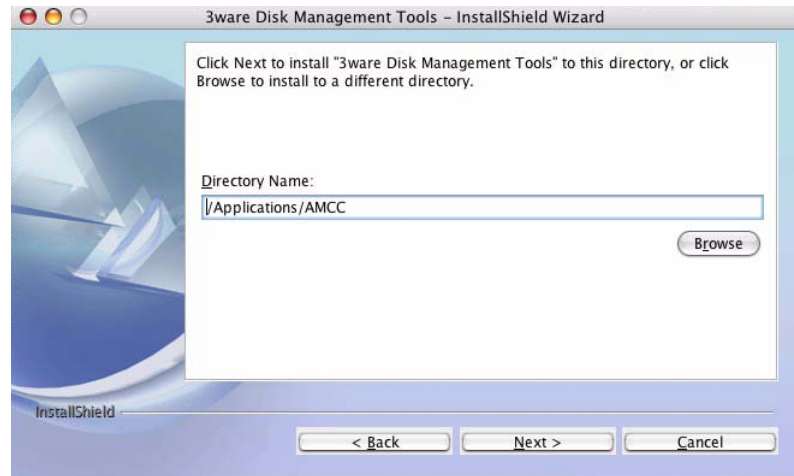 3ware Disk Management Tools – InstallShield Wizard
Click Next to install "3ware Disk Management Tools" to this directory, or click
Browse to install to a different directory.
Directory Name:
/Applications/AMCC
Browse
InstallShield
< Back
Next >
Cancel